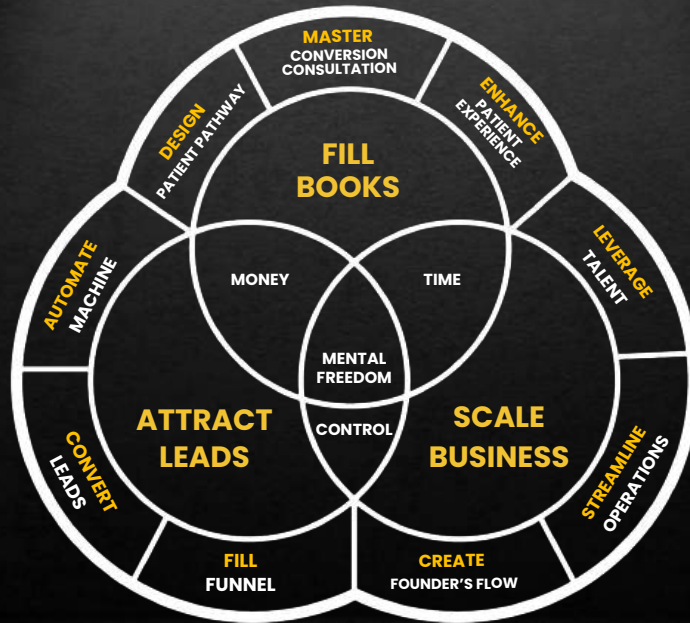 MASTER
CONVERSION
CONSULTATION
DESIGN
PATIENT PATHWAY
ENHANCE
PATIENT
EXPERIENCE
FILL
BOOKS
AUTOMATE
MACHINE
MONEY
TIME
LEVERAGE
TALENT
MENTAL
FREEDOM
ATTRACT
LEADS
CONTROL
SCALE
BUSINESS
CONVERT
LEADS
STREAMLINE
OPERATIONS
FILL
FUNNEL
CREATE
FOUNDER'S FLOW